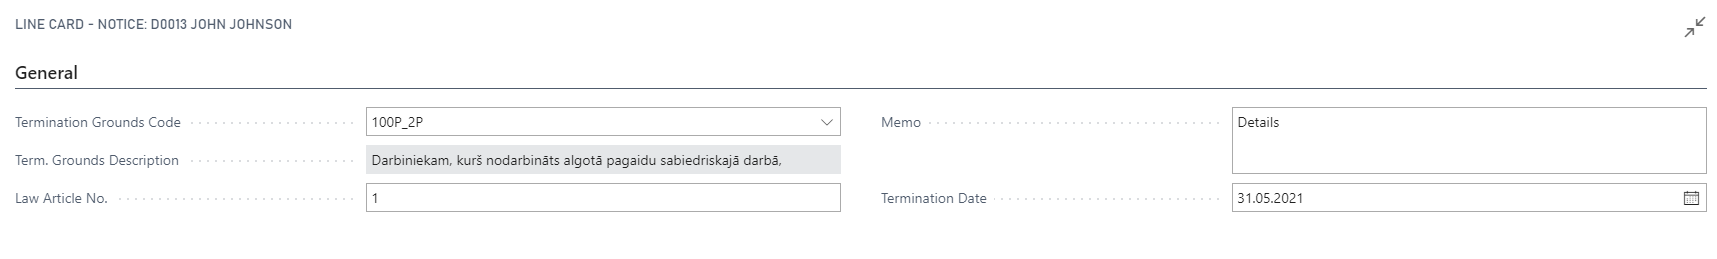 LINE CARD - NOTICE: D0013 JOHN JOHNSON
General
Termination Grounds Code
100P_2P
Term. Grounds Description
Darbiniekam, kurš nodarbināts algotā pagaidu sabiedriskajā darbā,
Law Article No.
1
Memo
Details
Termination Date
31.05.2021